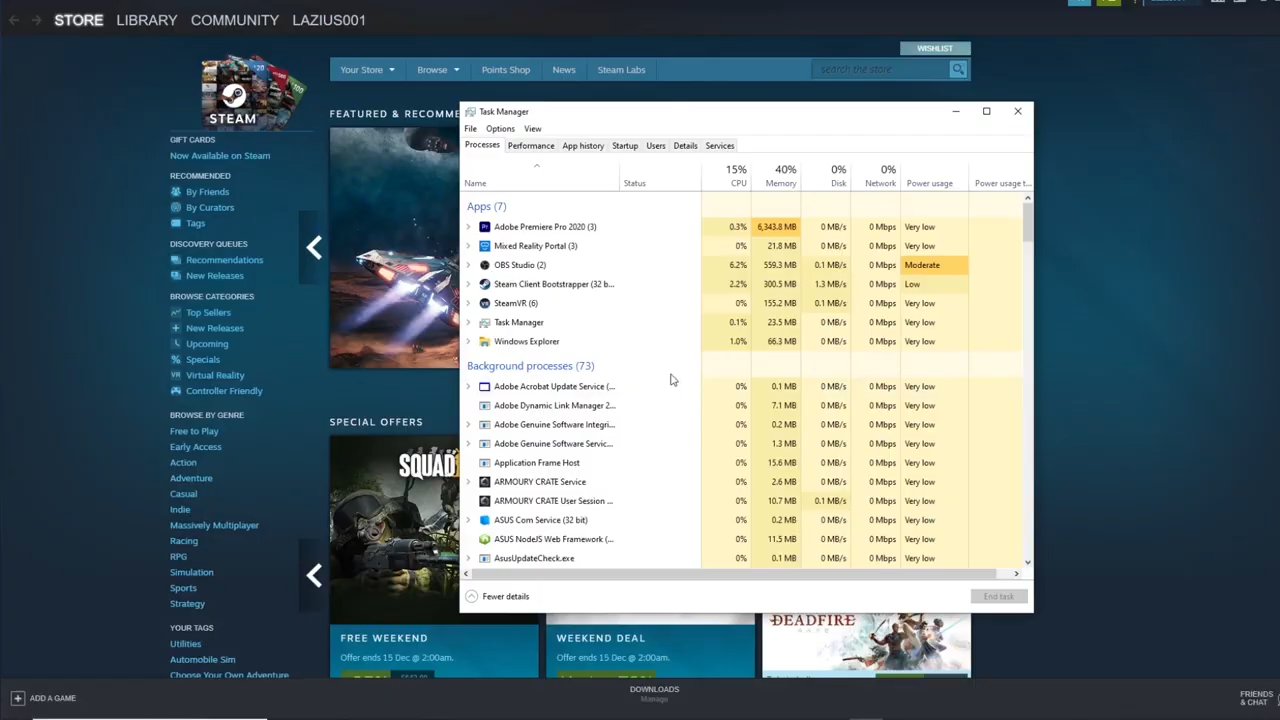 STORE LIBRARY COMMUNITY LAZIUS001
WISHLIST
Your Store Browse Points Shop News Steam Labs search the store
STEAM
GIFT CARDS
Now Available on Steam
RECOMMENDED
By Friends
By Curators
Tags
DISCOVERY QUEUES
Recommendations
New Releases
BROWSE CATEGORIES
Top Sellers
New Releases
Upcoming
Specials
VR Virtual Reality
Controller Friendly
BROWSE BY GENRE
Free to Play
Early Access
Action
Adventure
Casual
Indie
Massively Multiplayer
Racing
RPG
Simulation
Sports
Strategy
YOUR TAGS
Utilities
Automobile Sim
Choose Your Own Adventure
FEATURED & RECOMME
SPECIAL OFFERS
SQUAD
Task Manager
File Options View
Processes Performance App history Startup Users Details Services
15% 40% 0% 0%
Name Status CPU Memory Disk Network Power usage Power usage t...
Apps (7)
Adobe Premiere Pro 2020 (3) 0.3% 6,343.8 MB 0 MB/s 0 Mbps Very low
Mixed Reality Portal (3) 0% 21.8 MB 0 MB/s 0 Mbps Very low
OBS Studio (2) 6.2% 559.3 MB 0.1 MB/s 0 Mbps Moderate
Steam Client Bootstrapper (32 b... 2.2% 300.5 MB 1.3 MB/s 0 Mbps Low
SteamVR (6) 0% 155.2 MB 0.1 MB/s 0 Mbps Very low
Task Manager 0.1% 23.5 MB 0 MB/s 0 Mbps Very low
Windows Explorer 1.0% 66.3 MB 0 MB/s 0 Mbps Very low
Background processes (73)
Adobe Acrobat Update Service (... 0% 0.1 MB 0 MB/s 0 Mbps Very low
Adobe Dynamic Link Manager 2... 0% 7.1 MB 0 MB/s 0 Mbps Very low
Adobe Genuine Software Integri... 0% 0.2 MB 0 MB/s 0 Mbps Very low
Adobe Genuine Software Servic... 0% 1.3 MB 0 MB/s 0 Mbps Very low
Application Frame Host 0% 15.6 MB 0 MB/s 0 Mbps Very low
ARMOURY CRATE Service 0% 2.6 MB 0 MB/s 0 Mbps Very low
ARMOURY CRATE User Session ... 0% 10.7 MB 0.1 MB/s 0 Mbps Very low
ASUS Com Service (32 bit) 0% 0.2 MB 0 MB/s 0 Mbps Very low
ASUS NodeJS Web Framework (... 0% 11.5 MB 0 MB/s 0 Mbps Very low
AsusUpdateCheck.exe 0% 0.1 MB 0 MB/s 0 Mbps Very low
Fewer details End task
FREE WEEKEND
Offer ends 15 Dec @ 2:00am.
WEEKEND DEAL
Offer ends 15 Dec @ 2:00am.
DEADFIRE
ADD A GAME
DOWNLOADS
Manage
FRIENDS
& CHAT